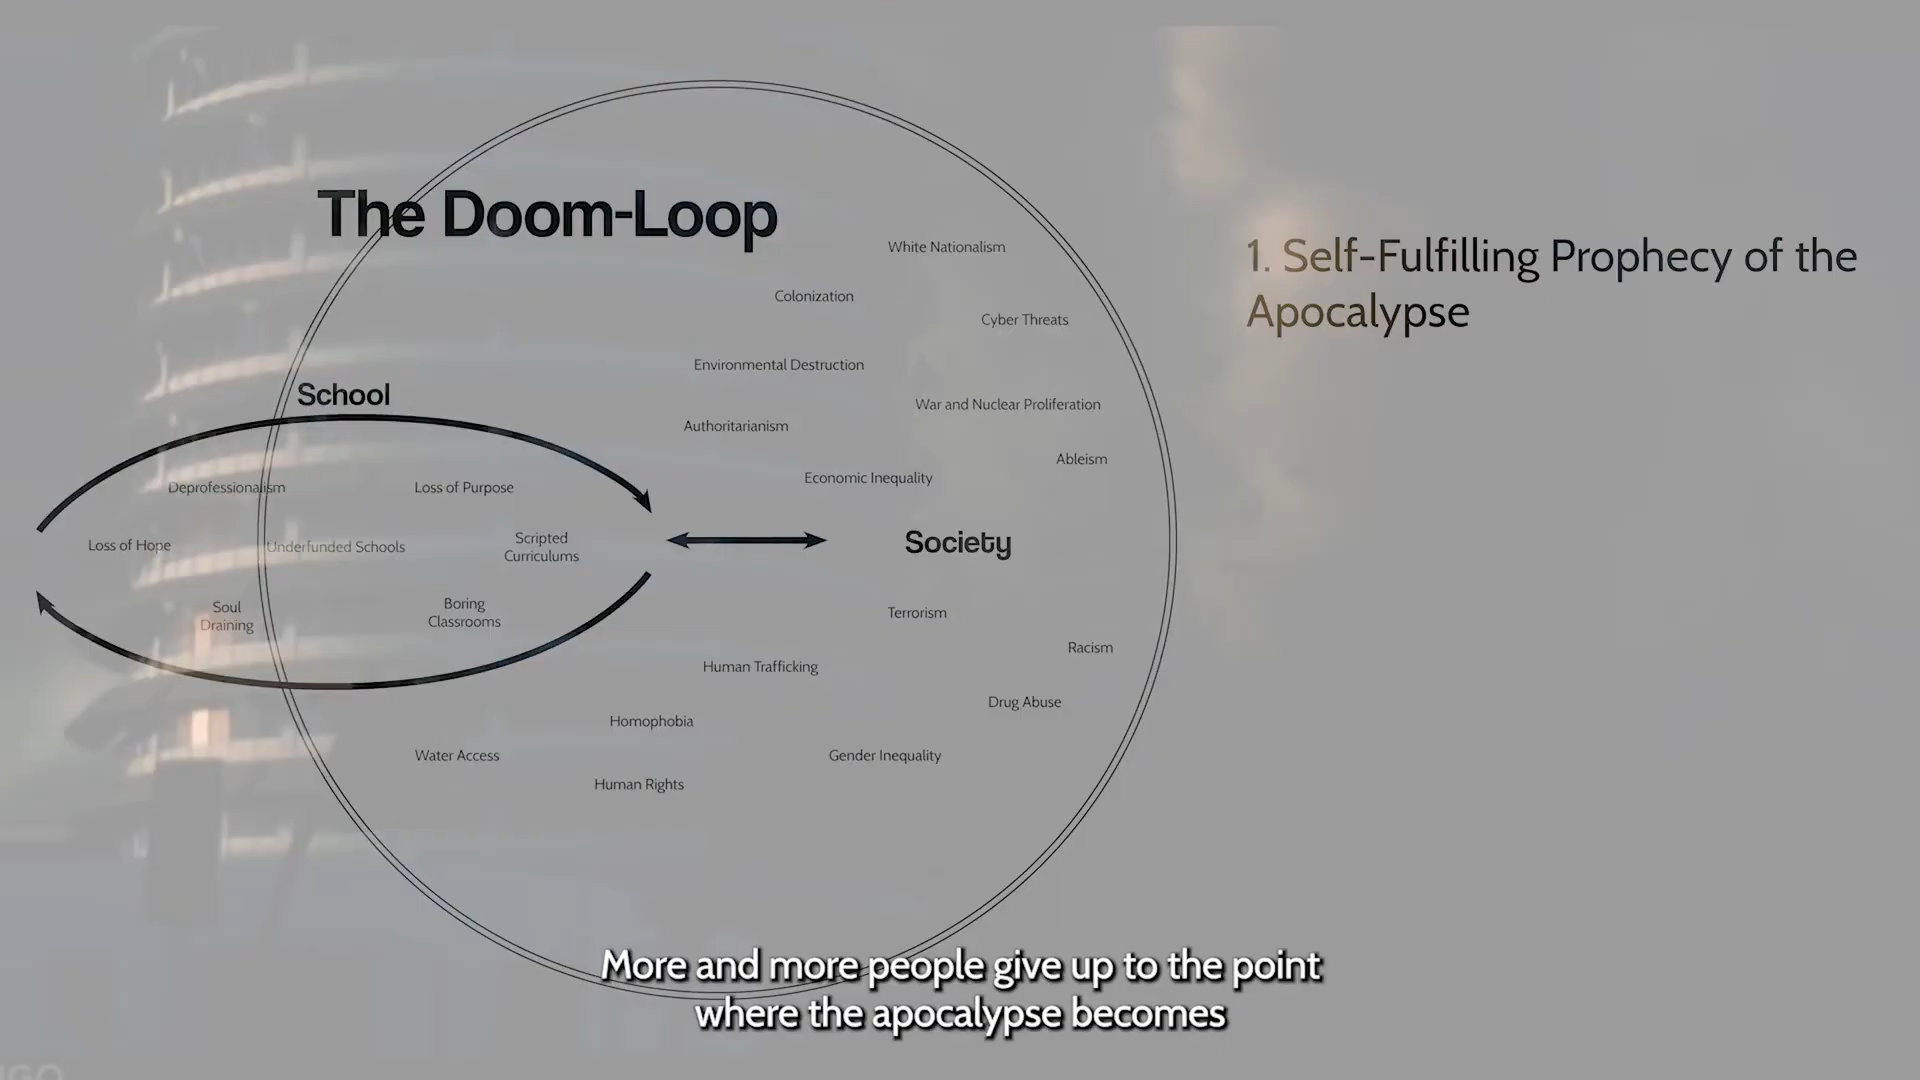 The Doom-Loop
White Nationalism
Colonization
Cyber Threats
Environmental Destruction
War and Nuclear Proliferation
Authoritarianism
Ableism
Economic Inequality
School
Deprofessionalism
Loss of Purpose
Loss of Hope
Underfunded Schools
Scripted
Curriculums
Soul
Draining
Boring
Classrooms
Society
Terrorism
Racism
Human Trafficking
Drug Abuse
Homophobia
Water Access
Gender Inequality
Human Rights
1. Self-Fulfilling Prophecy of the
Apocalypse
More and more people give up to the point
where the apocalypse becomes